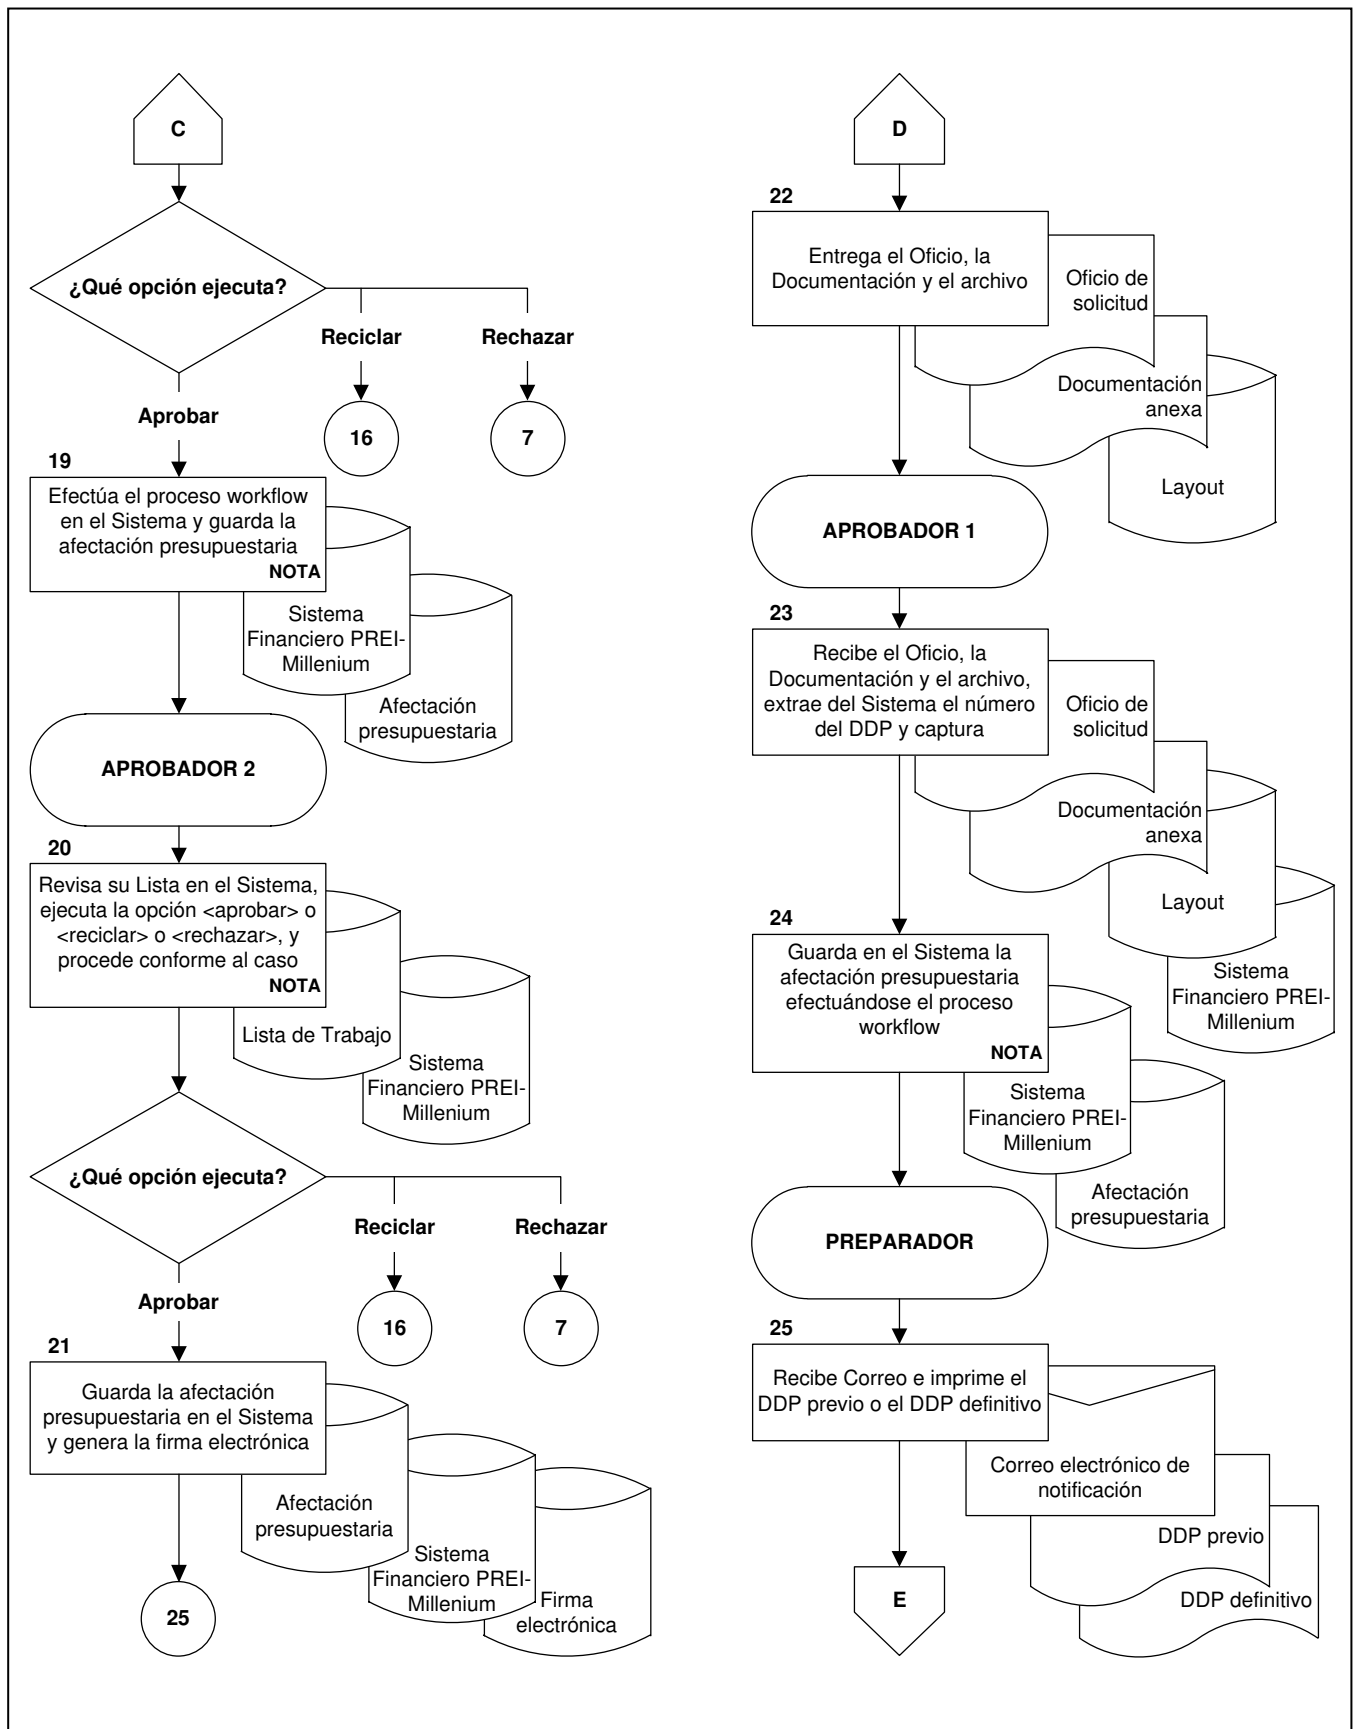 C
¿Qué opción ejecuta?
Reciclar
Rechazar
Aprobar
16
7
19
Efectúa el proceso workflow
en el Sistema y guarda la
afectación presupuestaria
NOTA
Sistema
Financiero PREI-
Millenium
Afectación
presupuestaria
APROBADOR 2
20
Revisa su Lista en el Sistema,
ejecuta la opción <aprobar> o
<reciclar> o <rechazar>, y
procede conforme al caso
NOTA
Lista de Trabajo
Sistema
Financiero PREI-
Millenium
¿Qué opción ejecuta?
Reciclar
Rechazar
Aprobar
16
7
21
Guarda la afectación
presupuestaria en el Sistema
y genera la firma electrónica
Afectación
presupuestaria
Sistema
Financiero PREI-
Millenium
Firma
electrónica
25
D
22
Entrega el Oficio, la
Documentación y el archivo
Oficio de
solicitud
Documentación
anexa
Layout
APROBADOR 1
23
Recibe el Oficio, la
Documentación y el archivo,
extrae del Sistema el número
del DDP y captura
Oficio de
solicitud
Documentación
anexa
Layout
Sistema
Financiero PREI-
Millenium
24
Guarda en el Sistema la
afectación presupuestaria
efectuándose el proceso
workflow
NOTA
Sistema
Financiero PREI-
Millenium
Afectación
presupuestaria
PREPARADOR
25
Recibe Correo e imprime el
DDP previo o el DDP definitivo
Correo electrónico de
notificación
DDP previo
DDP definitivo
E